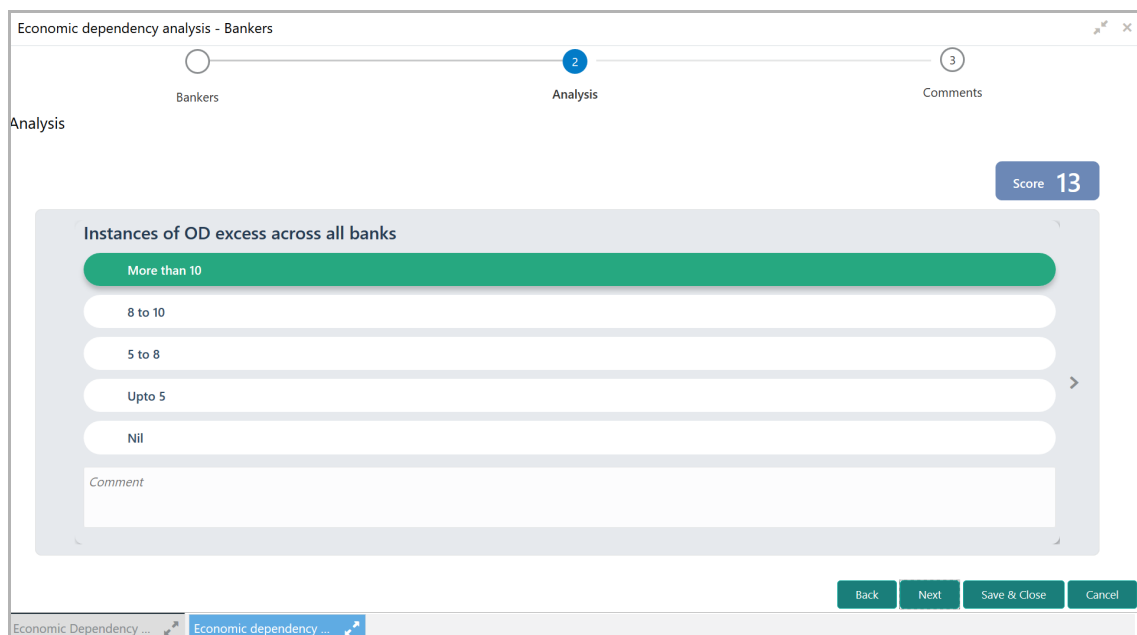 Economic dependency analysis - Bankers
2
3
Bankers
Analysis
Comments
Analysis
Score 13
Instances of OD excess across all banks
More than 10
8 to 10
5 to 8
Upto 5
Nil
Comment
Back Next Save & Close Cancel
Economic Dependency ... Economic dependency ...